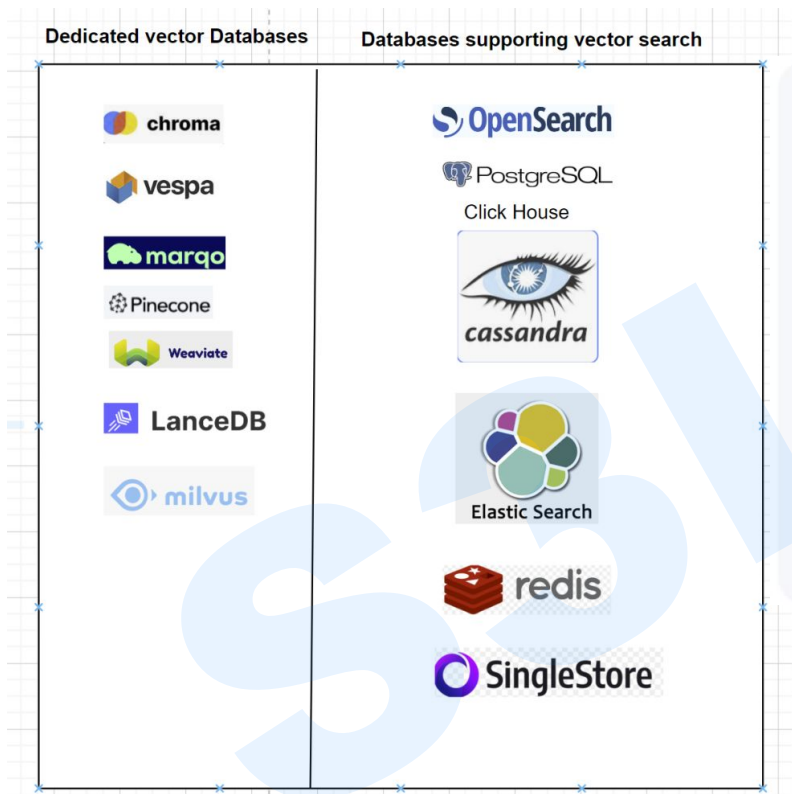 Dedicated vector Databases
Databases supporting vector search
chroma
vespa
marqo
Pinecone
Weaviate
LanceDB
milvus
OpenSearch
PostgreSQL
Click House
cassandra
Elastic Search
redis
SingleStore